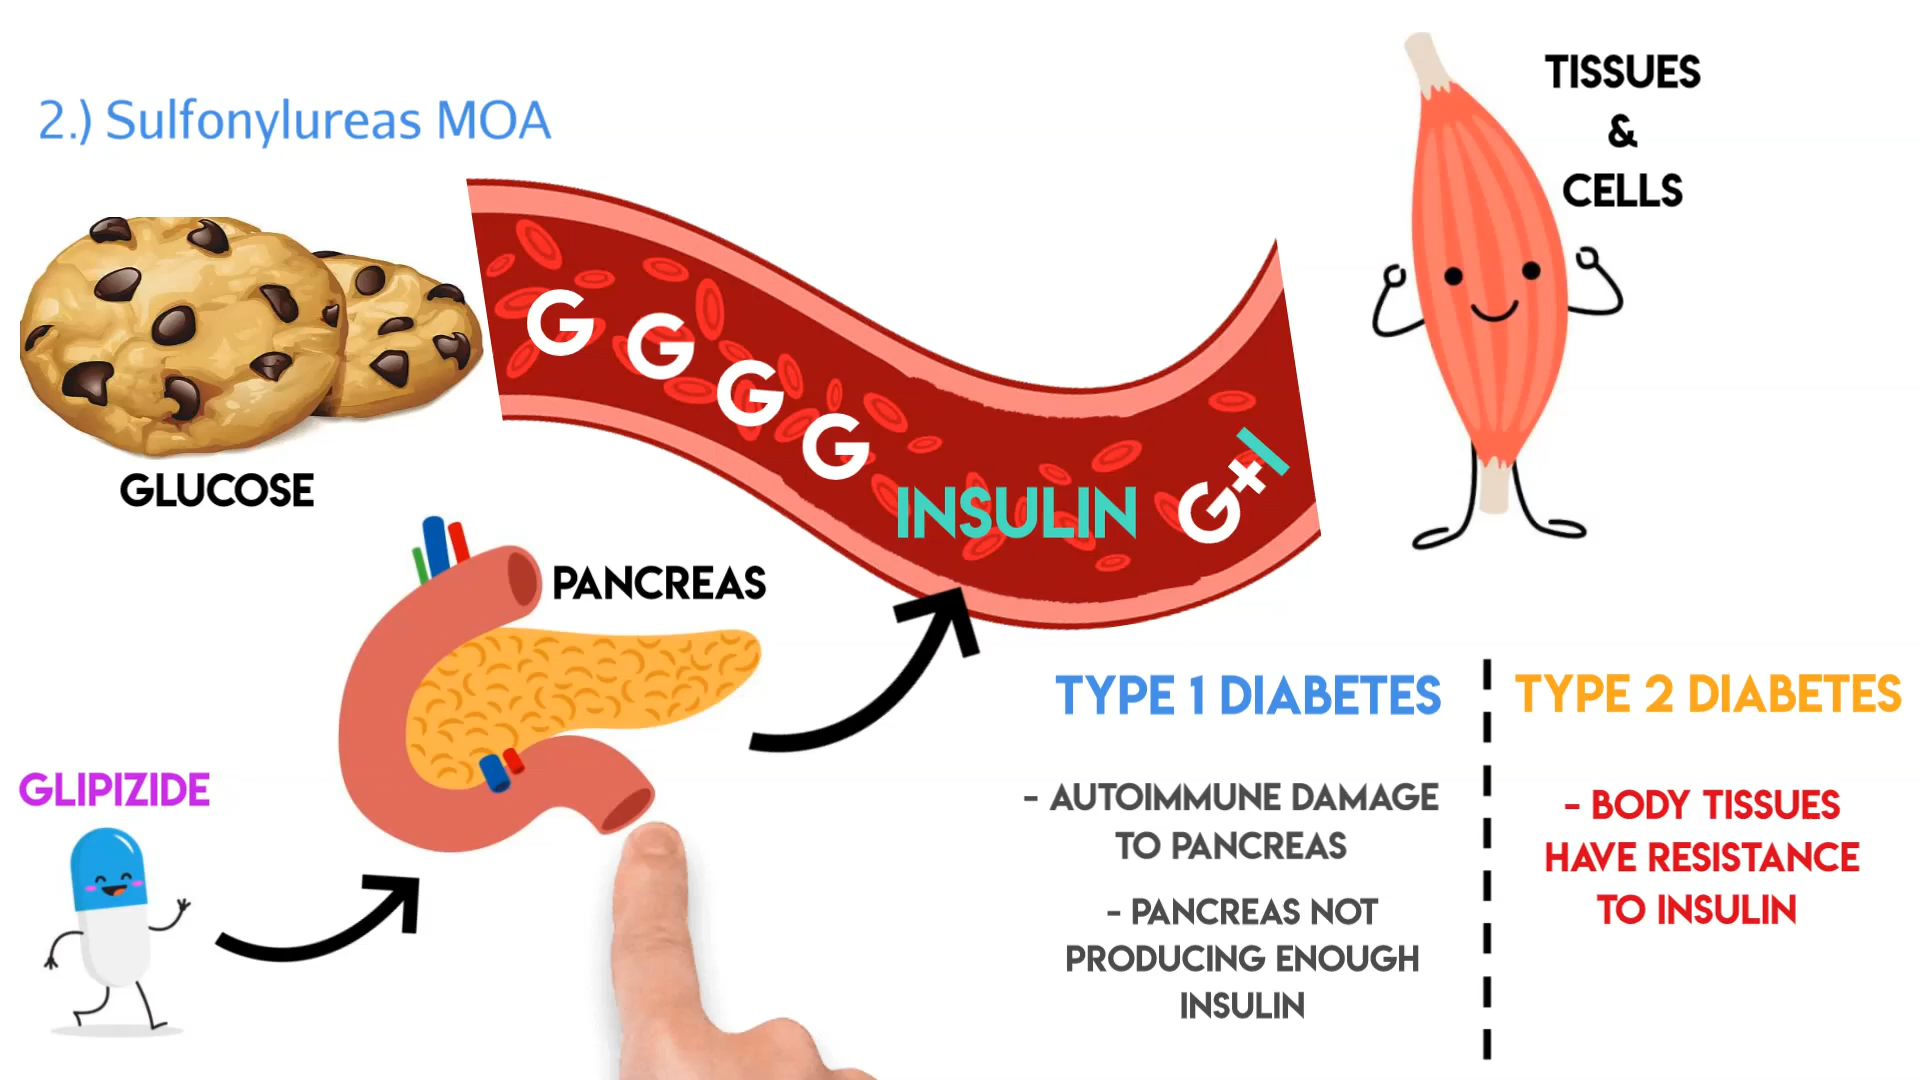 2.) Sulfonylureas MOA
TISSUES
&
CELLS
GLUCOSE
G G G G
INSULIN
G+I
PANCREAS
GLIPIZIDE
TYPE 1 DIABETES
- AUTOIMMUNE DAMAGE
TO PANCREAS
- PANCREAS NOT
PRODUCING ENOUGH
INSULIN
TYPE 2 DIABETES
- BODY TISSUES
HAVE RESISTANCE
TO INSULIN